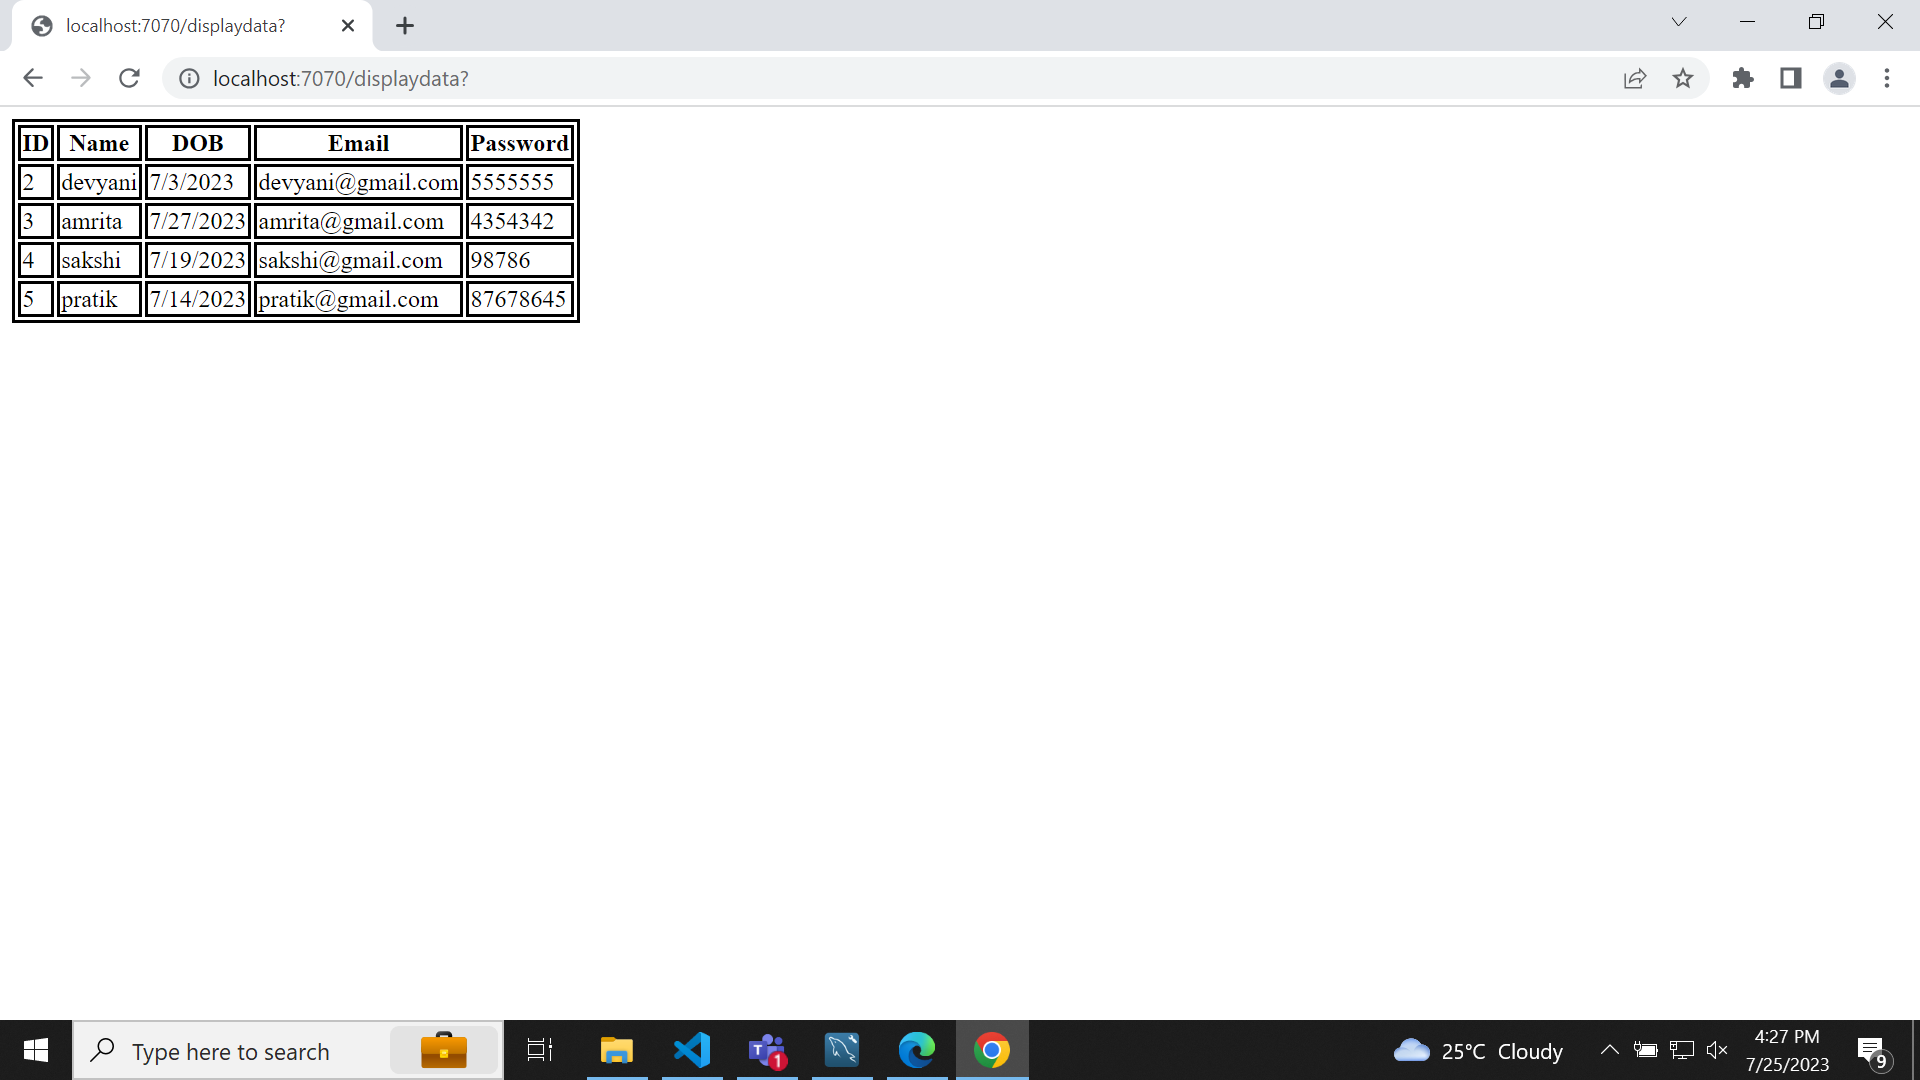 localhost:7070/displaydata?
localhost:7070/displaydata?
ID Name DOB Email Password
2 devyani 7/3/2023 devyani@gmail.com 5555555
3 amrita 7/27/2023 amrita@gmail.com 4354342
4 sakshi 7/19/2023 sakshi@gmail.com 98786
5 pratik 7/14/2023 pratik@gmail.com 87678645
Type here to search
T 1
25°C Cloudy
4:27 PM
7/25/2023
9